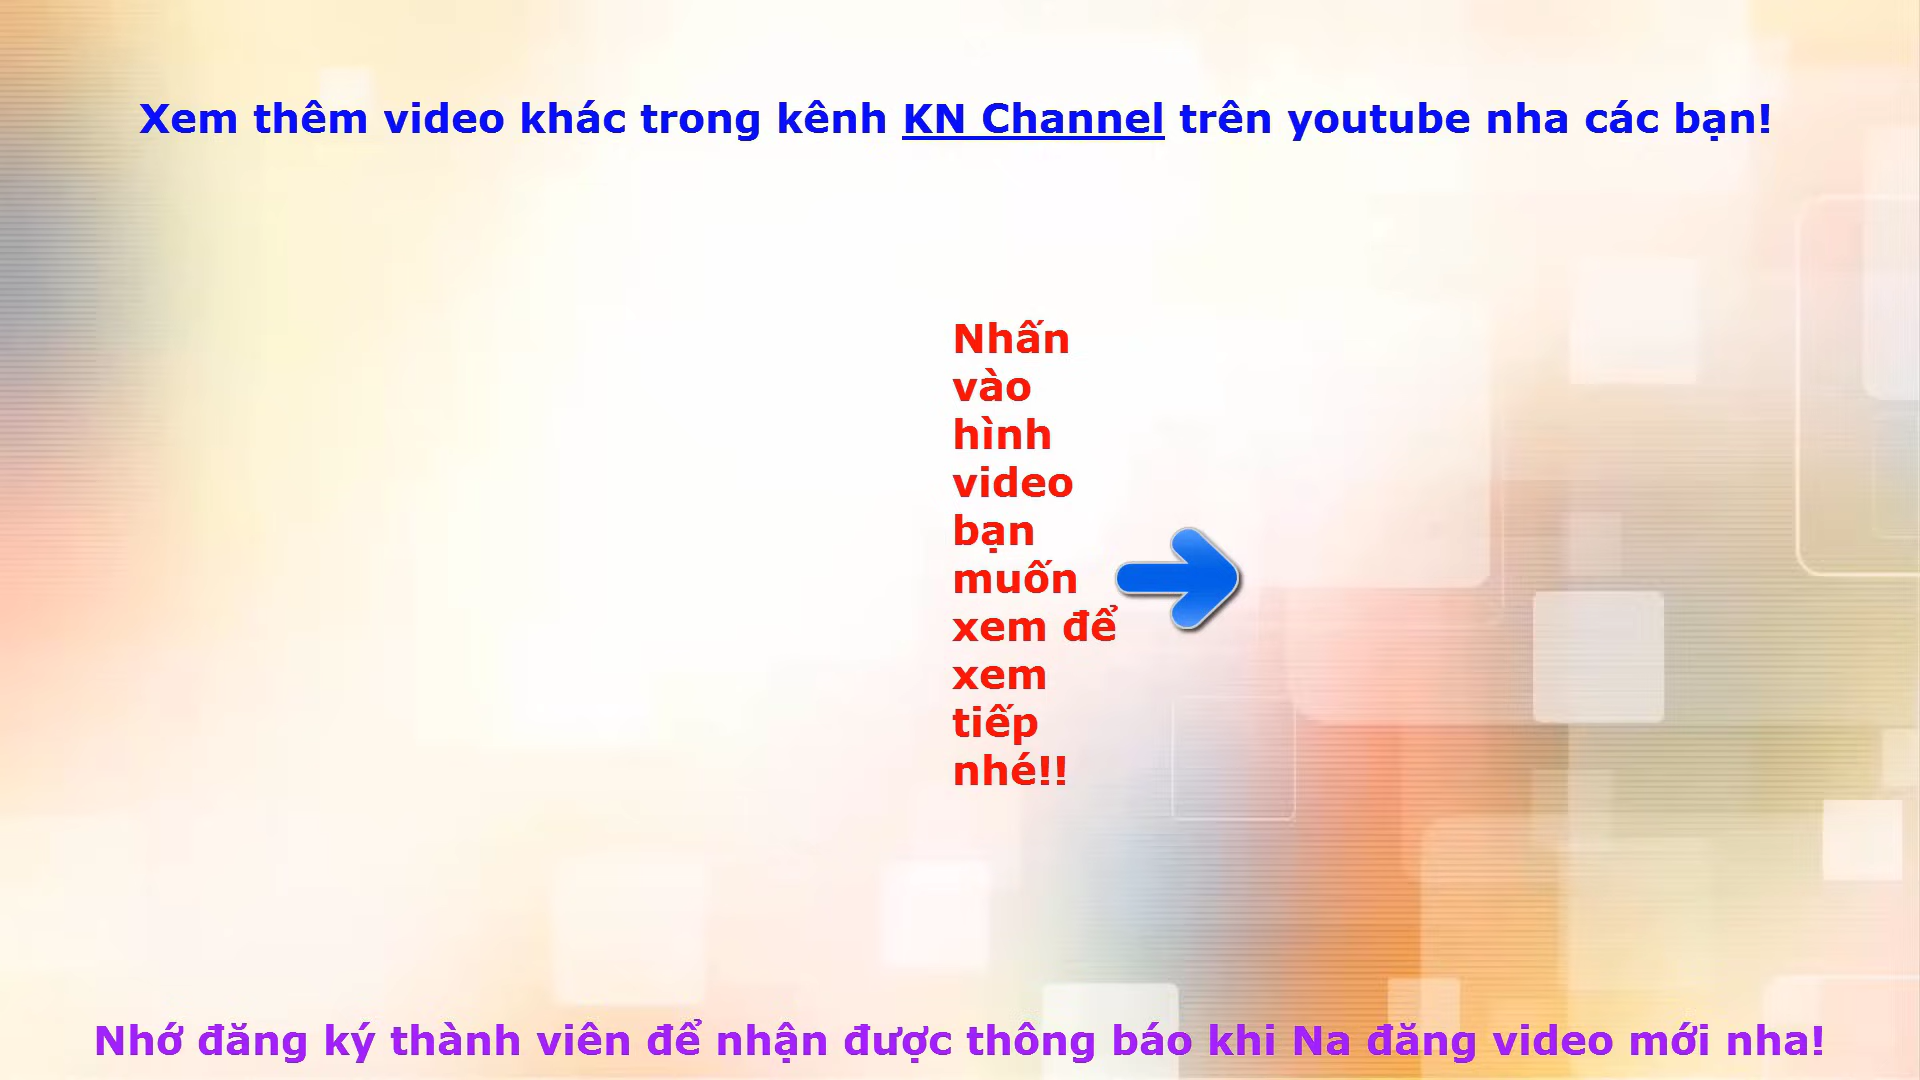 Xem thêm video khác trong kênh KN Channel trên youtube nha các bạn!
Nhấn
vào
hình
video
bạn
muốn
xem để
xem
tiếp
nhé!!
Nhớ đăng ký thành viên để nhận được thông báo khi Na đăng video mới nha!